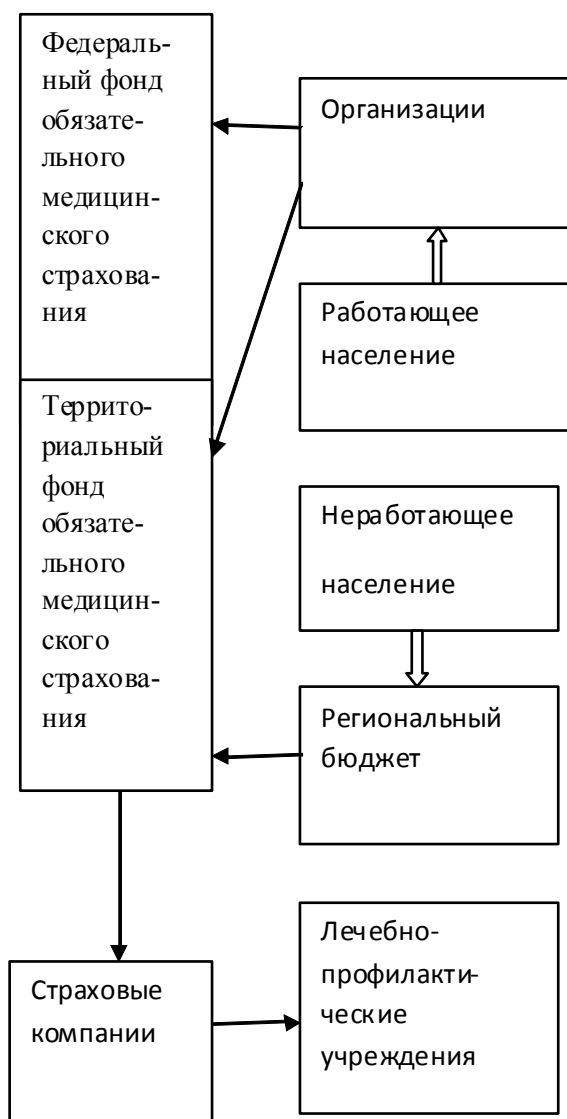 Федераль-
ный фонд
обязате-
льного
медицин-
ского
страхова-
ния
Организации
Работающее
население
Террито-
риальный
фонд
обязате-
льного
медицин-
ского
страхова-
ния
Неработающее
население
Региональный
бюджет
Страховые
компании
Лечебно-
профилакти-
ческие
учреждения